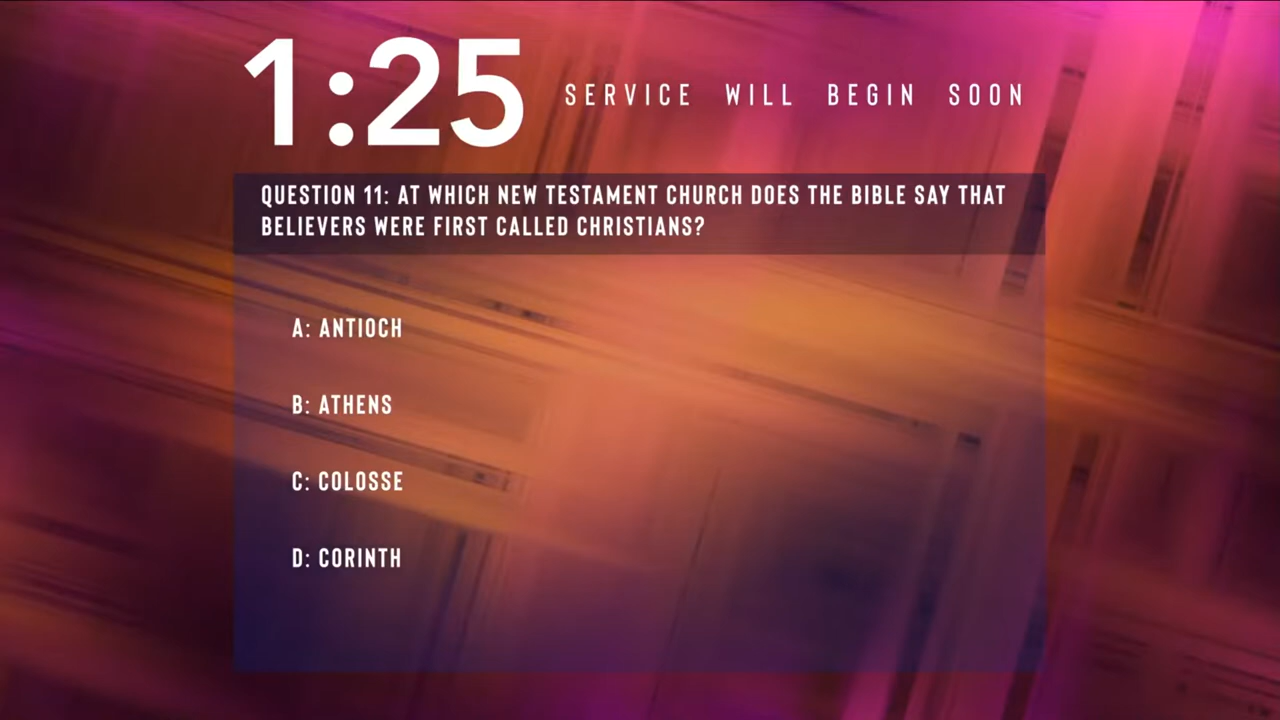 1:25
SERVICE WILL BEGIN SOON
QUESTION 11: AT WHICH NEW TESTAMENT CHURCH DOES THE BIBLE SAY THAT
BELIEVERS WERE FIRST CALLED CHRISTIANS?
A: ANTIOCH
B: ATHENS
C: COLOSSE
D: CORINTH